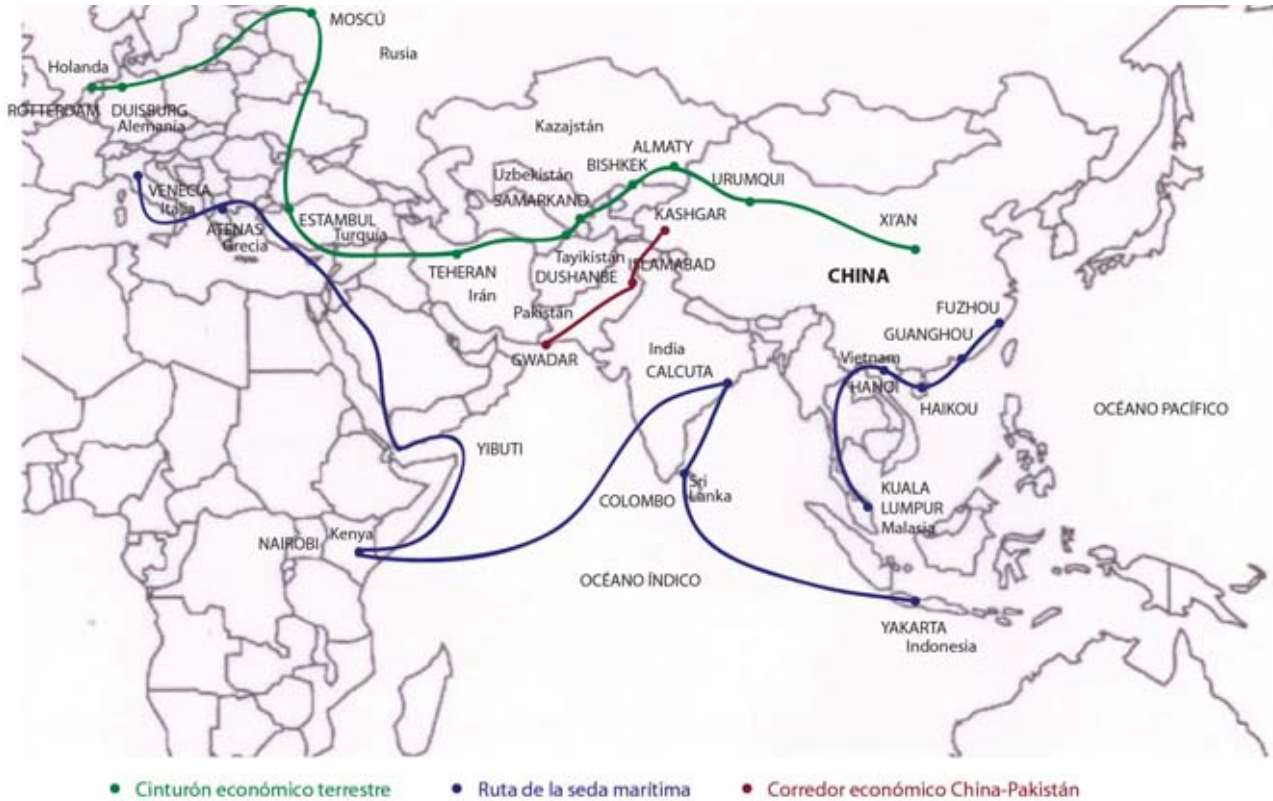 MOSCÚ
Rusia
Holanda
ROTTERDAM
DUISBURG
Alemania
Kazajstán
ALMATY
BISHKEK
Uzbekistán
URUMQUI
SAMARKAND
VENECIA
Italia
ATENAS
Grecia
ESTAMBUL
Turquía
KASHGAR
XI'AN
TEHERAN
Irán
Tayikistán
DUSHANBE
ISLAMABAD
CHINA
Pakistán
FUZHOU
GUANGHOU
GWADAR
India
CALCUTA
Vietnam
HANOI
HAIKOU
OCÉANO PACÍFICO
YIBUTI
COLOMBO
Sri
Lanka
KUALA
LUMPUR
Malasia
NAIROBI
Kenya
OCÉANO ÍNDICO
YAKARTA
Indonesia
Cinturón económico terrestre
Ruta de la seda marítima
Corredor económico China-Pakistán